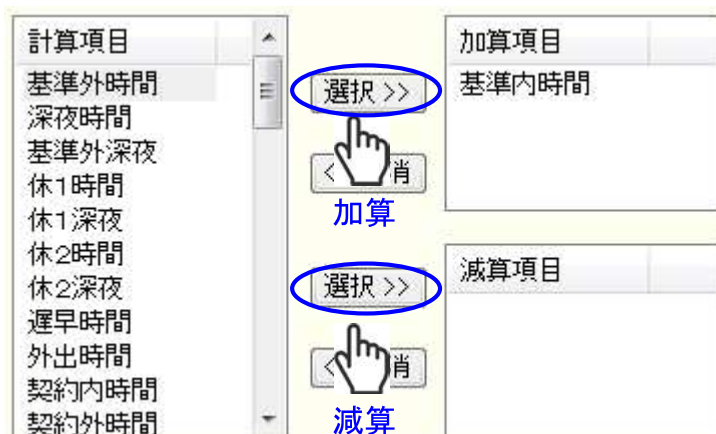 計算項目
基準外時間
深夜時間
基準外深夜
休1時間
休1深夜
休2時間
休2深夜
遅早時間
外出時間
契約内時間
契約外時間
選択 >>
<
消
加算
選択 >>
<
消
減算
加算項目
基準内時間
減算項目